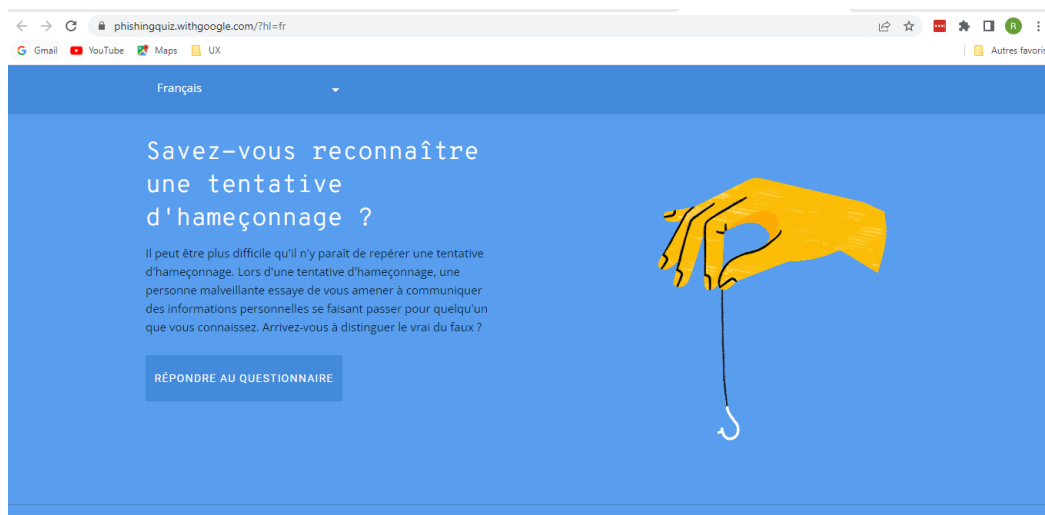 phishingquiz.withgoogle.com/?hl=fr
R
Gmail YouTube Maps UX Autres favoris
Français
Savez-vous reconnaître
une tentative
d'hameçonnage ?
Il peut être plus difficile qu'il n'y paraît de repérer une tentative
d'hameçonnage. Lors d'une tentative d'hameçonnage, une
personne malveillante essaye de vous amener à communiquer
des informations personnelles se faisant passer pour quelqu'un
que vous connaissez. Arrivez-vous à distinguer le vrai du faux ?
RÉPONDRE AU QUESTIONNAIRE